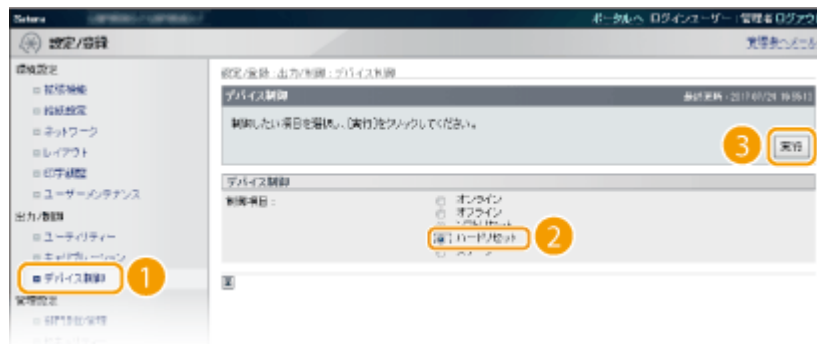 Satera
ポータルへ ログインユーザー：管理者 ログアウト
設定/登録
管理者へメール
環境設定
拡張機能
給紙設定
ネットワーク
レイアウト
印字調整
ユーザーメンテナンス
出力/制御
ユーティリティー
キャリブレーション
デバイス制御
管理設定
設定/登録 : 出力/制御 : デバイス制御
デバイス制御
最終更新 :
制御したい項目を選択し、[実行]をクリックしてください。
3
実行
デバイス制御
制御項目 :
オンライン
オフライン
ハードリセット
2
1